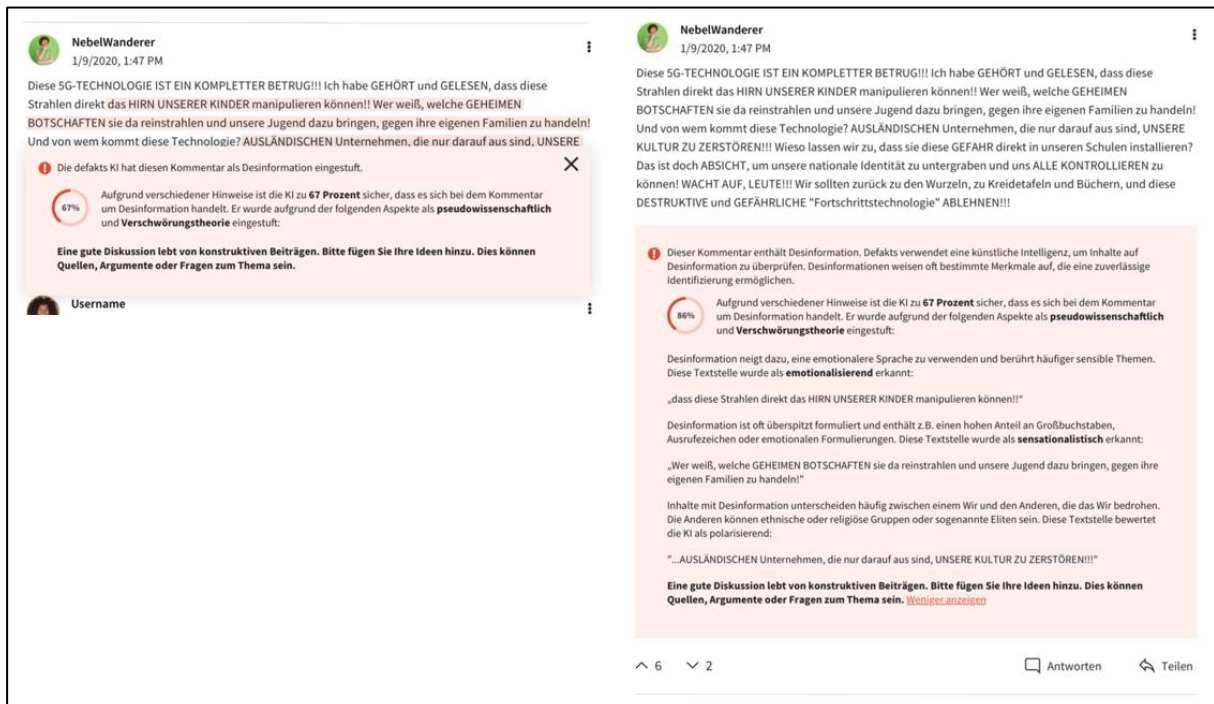 NebelWanderer
1/9/2020, 1:47 PM
Diese 5G-TECHNOLOGIE IST EIN KOMPLETTER BETRUG!!! Ich habe GEHÖRT und GELESEN, dass diese
Strahlen direkt das HIRN UNSERER KINDER manipulieren können!! Wer weiß, welche GEHEIMEN
BOTSCHAFTEN sie da reinstrahlen und unsere Jugend dazu bringen, gegen ihre eigenen Familien zu handeln!
Und von wem kommt diese Technologie? AUSLÄNDISCHEN Unternehmen, die nur darauf aus sind, UNSERE
Die defakts KI hat diesen Kommentar als Desinformation eingestuft.
67%
Aufgrund verschiedener Hinweise ist die KI zu 67 Prozent sicher, dass es sich bei dem Kommentar
um Desinformation handelt. Er wurde aufgrund der folgenden Aspekte als pseudowissenschaftlich
und Verschwörungstheorie eingestuft:
Eine gute Diskussion lebt von konstruktiven Beiträgen. Bitte fügen Sie Ihre Ideen hinzu. Dies können
Quellen, Argumente oder Fragen zum Thema sein.
Username
NebelWanderer
1/9/2020, 1:47 PM
Diese 5G-TECHNOLOGIE IST EIN KOMPLETTER BETRUG!!! Ich habe GEHÖRT und GELESEN, dass diese
Strahlen direkt das HIRN UNSERER KINDER manipulieren können!! Wer weiß, welche GEHEIMEN
BOTSCHAFTEN sie da reinstrahlen und unsere Jugend dazu bringen, gegen ihre eigenen Familien zu handeln!
Und von wem kommt diese Technologie? AUSLÄNDISCHEN Unternehmen, die nur darauf aus sind, UNSERE
KULTUR ZU ZERSTÖREN!!! Wieso lassen wir zu, dass sie diese GEFAHR direkt in unseren Schulen installieren?
Das ist doch ABSICHT, um unsere nationale Identität zu untergraben und uns ALLE KONTROLLIEREN zu
können! WACHT AUF, LEUTE!!! Wir sollten zurück zu den Wurzeln, zu Kreidetafeln und Büchern, und diese
DESTRUKTIVE und GEFÄHRLICHE "Fortschrittstechnologie" ABLEHNEN!!!
Dieser Kommentar enthält Desinformation. Defakts verwendet eine künstliche Intelligenz, um Inhalte auf
Desinformation zu überprüfen. Desinformationen weisen oft bestimmte Merkmale auf, die eine zuverlässige
Identifizierung ermöglichen.
86%
Aufgrund verschiedener Hinweise ist die KI zu 67 Prozent sicher, dass es sich bei dem Kommentar
um Desinformation handelt. Er wurde aufgrund der folgenden Aspekte als pseudowissenschaftlich
und Verschwörungstheorie eingestuft:
Desinformation neigt dazu, eine emotionalere Sprache zu verwenden und berührt häufiger sensible Themen.
Diese Textstelle wurde als emotionalisierend erkannt:
„dass diese Strahlen direkt das HIRN UNSERER KINDER manipulieren können!!"
Desinformation ist oft überspitzt formuliert und enthält z.B. einen hohen Anteil an Großbuchstaben,
Ausrufezeichen oder emotionalen Formulierungen. Diese Textstelle wurde als sensationalistisch erkannt:
„Wer weiß, welche GEHEIMEN BOTSCHAFTEN sie da reinstrahlen und unsere Jugend dazu bringen, gegen ihre
eigenen Familien zu handeln!"
Inhalte mit Desinformation unterscheiden häufig zwischen einem Wir und den Anderen, die das Wir bedrohen.
Die Anderen können ethnische oder religiöse Gruppen oder sogenannte Eliten sein. Diese Textstelle bewertet
die KI als polarisierend:
"...AUSLÄNDISCHEN Unternehmen, die nur darauf aus sind, UNSERE KULTUR ZU ZERSTÖREN!!!"
Eine gute Diskussion lebt von konstruktiven Beiträgen. Bitte fügen Sie Ihre Ideen hinzu. Dies können
Quellen, Argumente oder Fragen zum Thema sein. Weniger anzeigen
6 2 Antworten Teilen